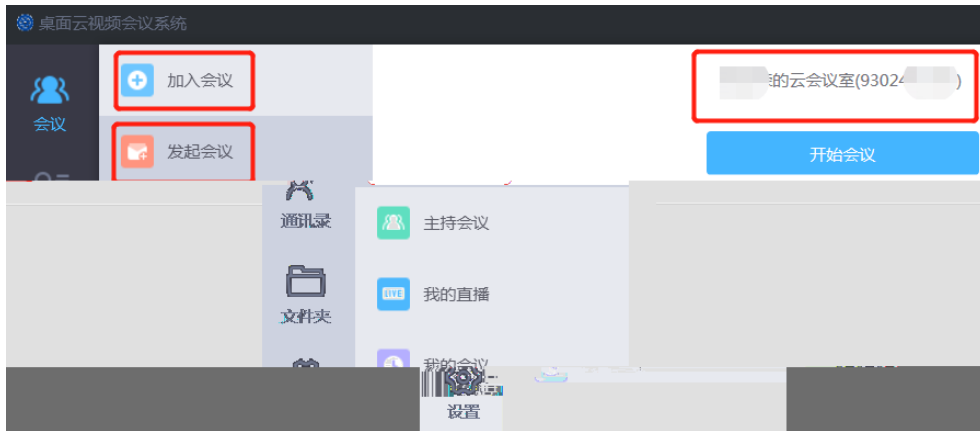 桌面云视频会议系统
加入会议
的云会议室(93024 )
会议
发起会议
开始会议
通讯录
主持会议
LIVE
我的直播
文件夹
我的会议
设置